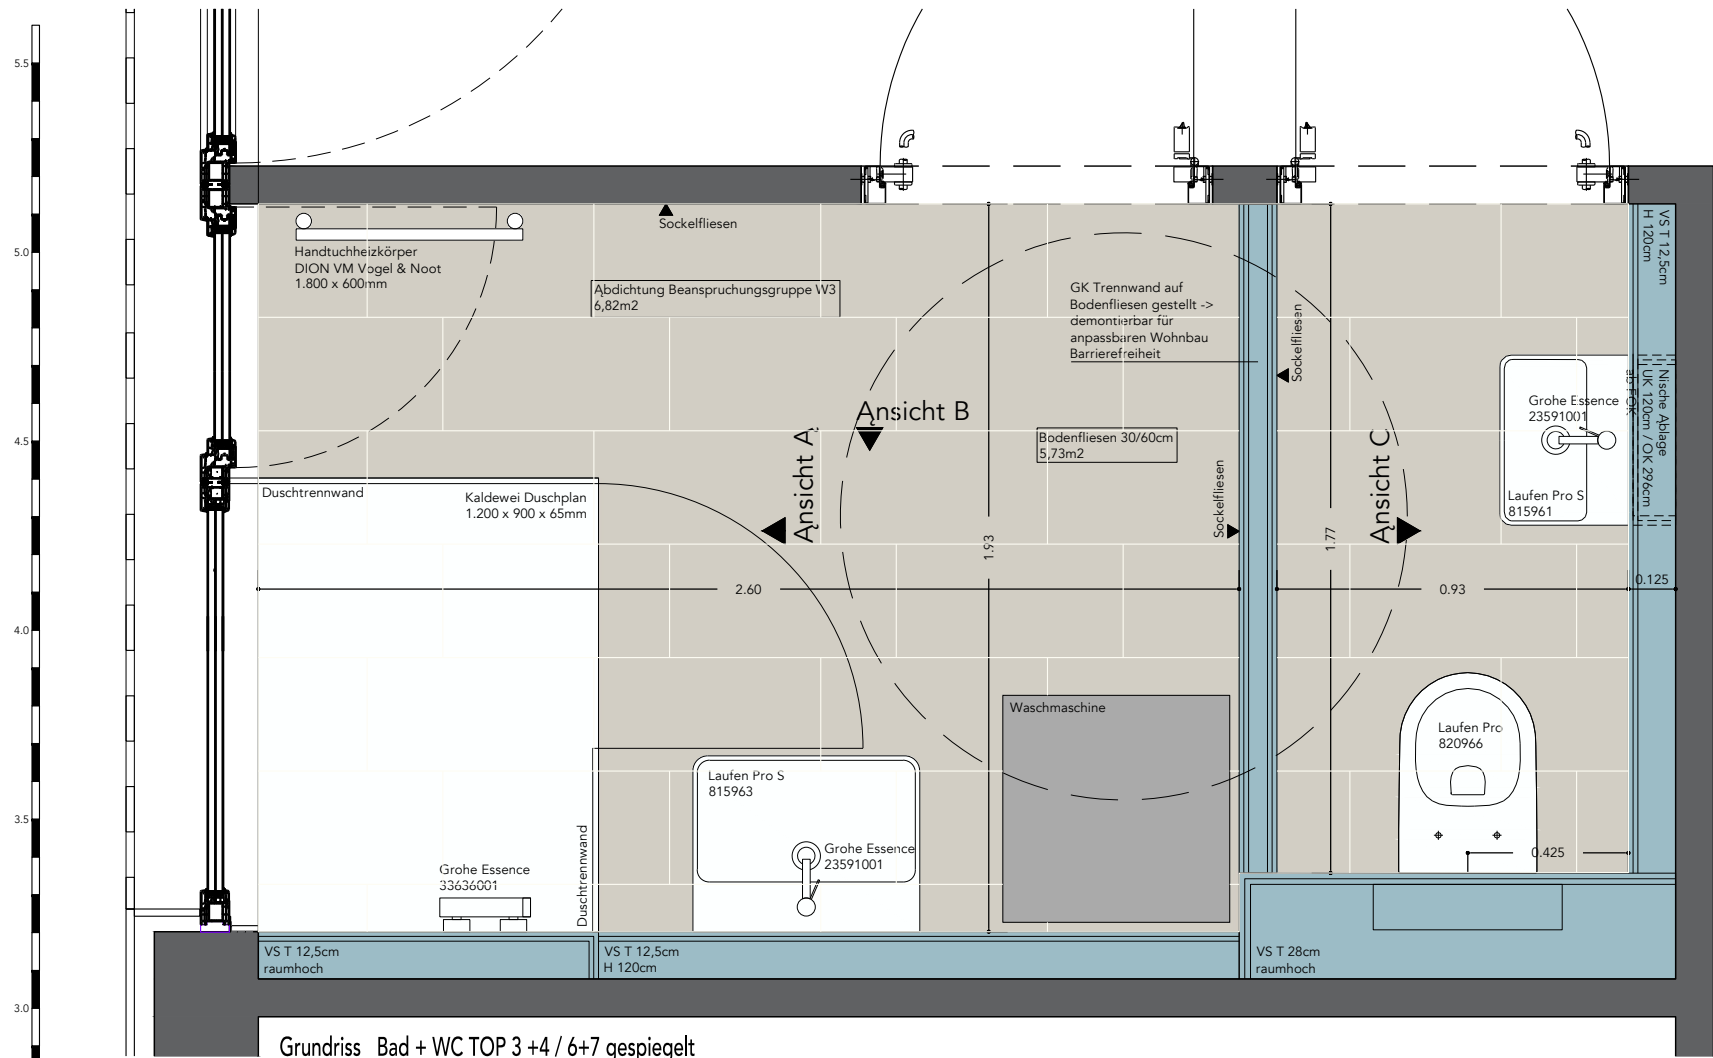 5.5
5.0
4.5
4.0
3.5
3.0
Sockelfliesen
Handtuchheizkörper
DION VM Vogel & Noot
1.800 x 600mm
Abdichtung Beanspruchungsgruppe W3
6,82m2
GK Trennwand auf
Bodenfliesen gestellt ->
demontierbar für
anpassbaren Wohnbau
Barrierefreiheit
Sockelfliesen
VS T 12,5cm
H 120cm
Nische Ablage
UK 120cm / OK 296cm
ab FOK
Grohe Essence
23591001
Laufen Pro S
815961
Ansicht B
Ansicht A
Bodenfliesen 30/60cm
5,73m2
Sockelfliesen
Ansicht C
Duschtrennwand
Kaldewei Duschplan
1.200 x 900 x 65mm
1.93
1.77
2.60
0.93
0.125
Waschmaschine
Laufen Pro
820966
Laufen Pro S
815963
Grohe Essence
23591001
0.425
Grohe Essence
33636001
Duschtrennwand
VS T 12,5cm
raumhoch
VS T 12,5cm
H 120cm
VS T 28cm
raumhoch
Grundriss Bad + WC TOP 3 +4 / 6+7 gespiegelt